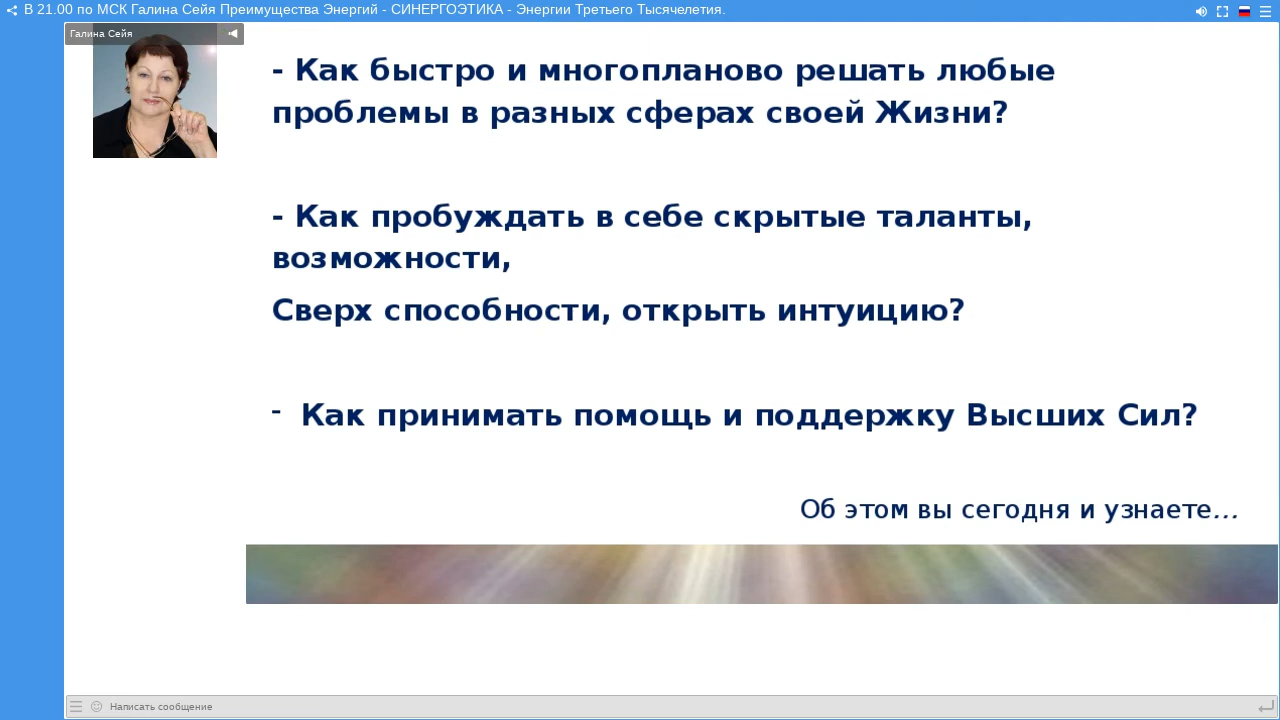 В 21.00 по МСК Галина Сейя Преимущества Энергий - СИНЕРГОЭТИКА - Энергии Третьего Тысячелетия.
Галина Сейя
- Как быстро и многопланово решать любые
проблемы в разных сферах своей Жизни?
- Как пробуждать в себе скрытые таланты,
возможности,
Сверх способности, открыть интуицию?
- Как принимать помощь и поддержку Высших Сил?
Об этом вы сегодня и узнаете...
Написать сообщение